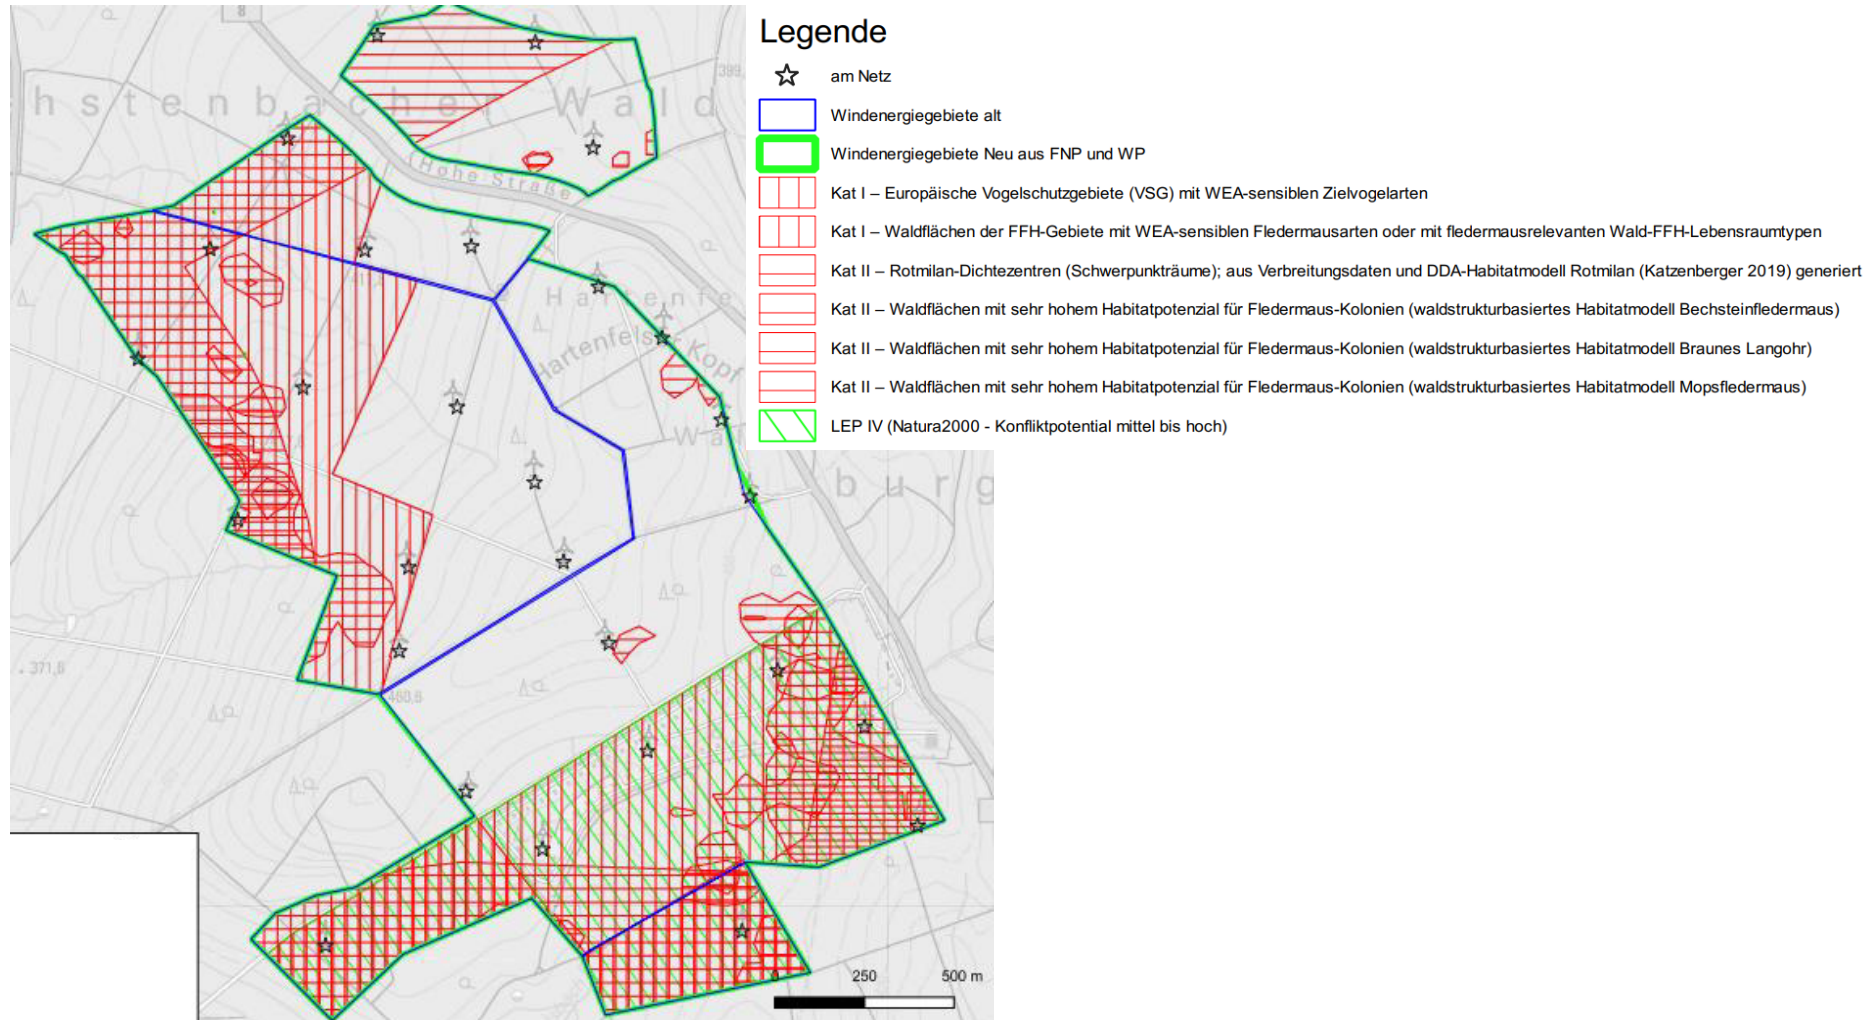 Legende
am Netz
Windenergiegebiete alt
Windenergiegebiete Neu aus FNP und WP
Kat I – Europäische Vogelschutzgebiete (VSG) mit WEA-sensiblen Zielvogelarten
Kat I – Waldflächen der FFH-Gebiete mit WEA-sensiblen Fledermausarten oder mit fledermausrelevanten Wald-FFH-Lebensraumtypen
Kat II – Rotmilan-Dichtezentren (Schwerpunkträume); aus Verbreitungsdaten und DDA-Habitatmodell Rotmilan (Katzenberger 2019) generiert
Kat II – Waldflächen mit sehr hohem Habitatpotenzial für Fledermaus-Kolonien (waldstrukturbasiertes Habitatmodell Bechsteinfledermaus)
Kat II – Waldflächen mit sehr hohem Habitatpotenzial für Fledermaus-Kolonien (waldstrukturbasiertes Habitatmodell Braunes Langohr)
Kat II – Waldflächen mit sehr hohem Habitatpotenzial für Fledermaus-Kolonien (waldstrukturbasiertes Habitatmodell Mopsfledermaus)
LEP IV (Natura2000 - Konfliktpotential mittel bis hoch)
8
399,
chstenbacher Wald
(Hohe Straße
Hartenfe
Hartenfelser Kopf
Wa
burg
. 371,6
468,8
0 250 500 m